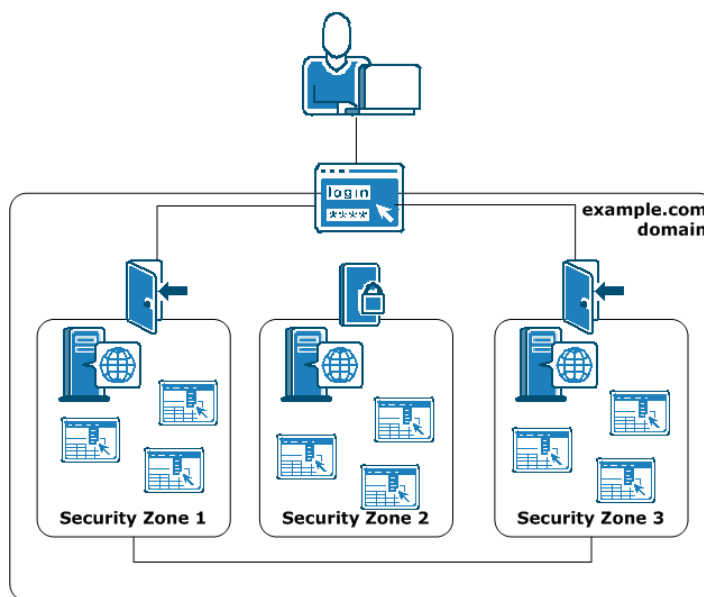 login
****
example.com
domain
Security Zone 1
Security Zone 2
Security Zone 3